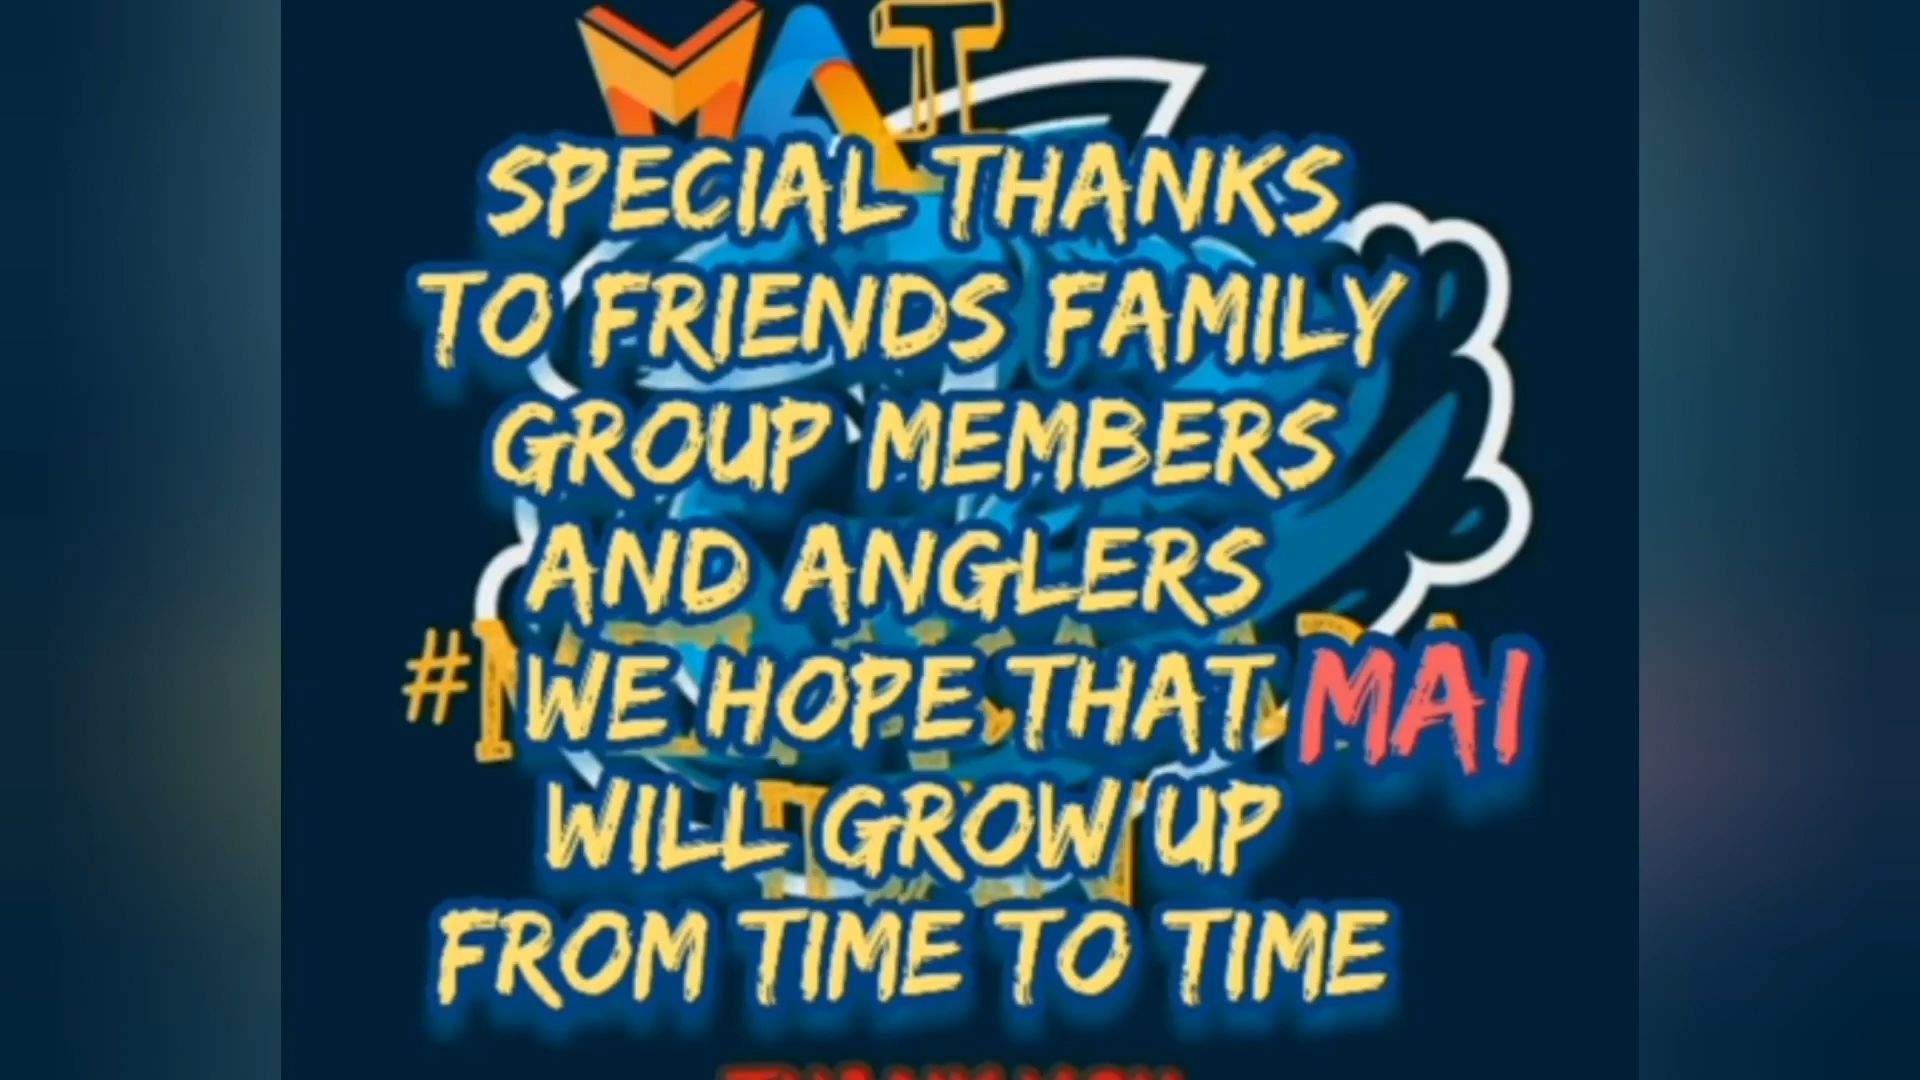 MAI
SPECIAL THANKS
TO FRIENDS FAMILY
GROUP MEMBERS
AND ANGLERS
WE HOPE THAT MAI
WILL GROW UP
FROM TIME TO TIME